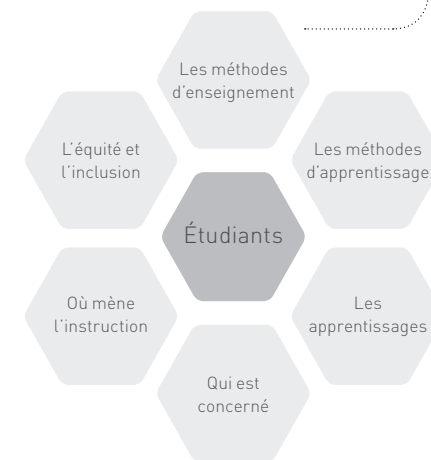 Les méthodes
d'enseignement
L'équité et
l'inclusion
Les méthodes
d'apprentissage
Étudiants
Où mène
l'instruction
Les
apprentissages
Qui est
concerné